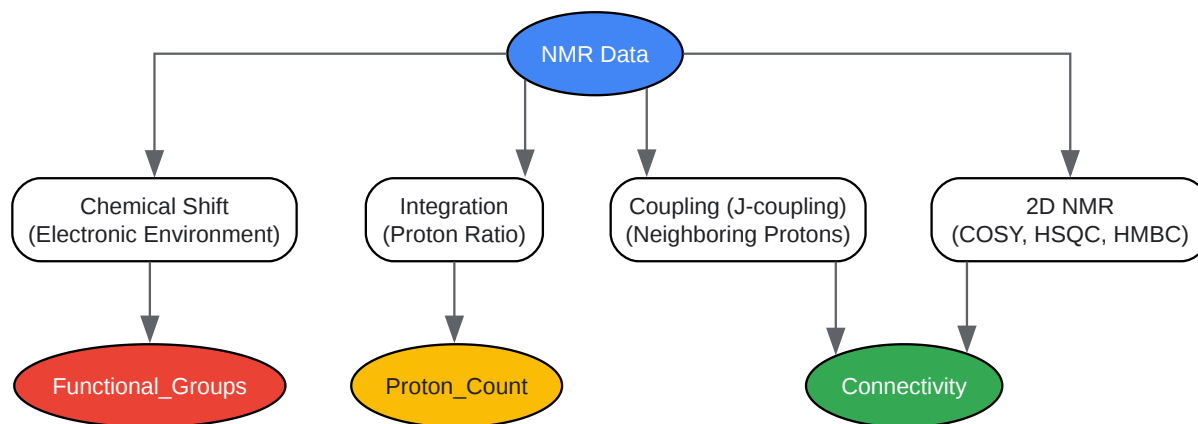 NMR Data
Chemical Shift
(Electronic Environment)
Integration
(Proton Ratio)
Coupling (J-coupling)
(Neighboring Protons)
2D NMR
(COSY, HSQC, HMBC)
Functional_Groups
Proton_Count
Connectivity